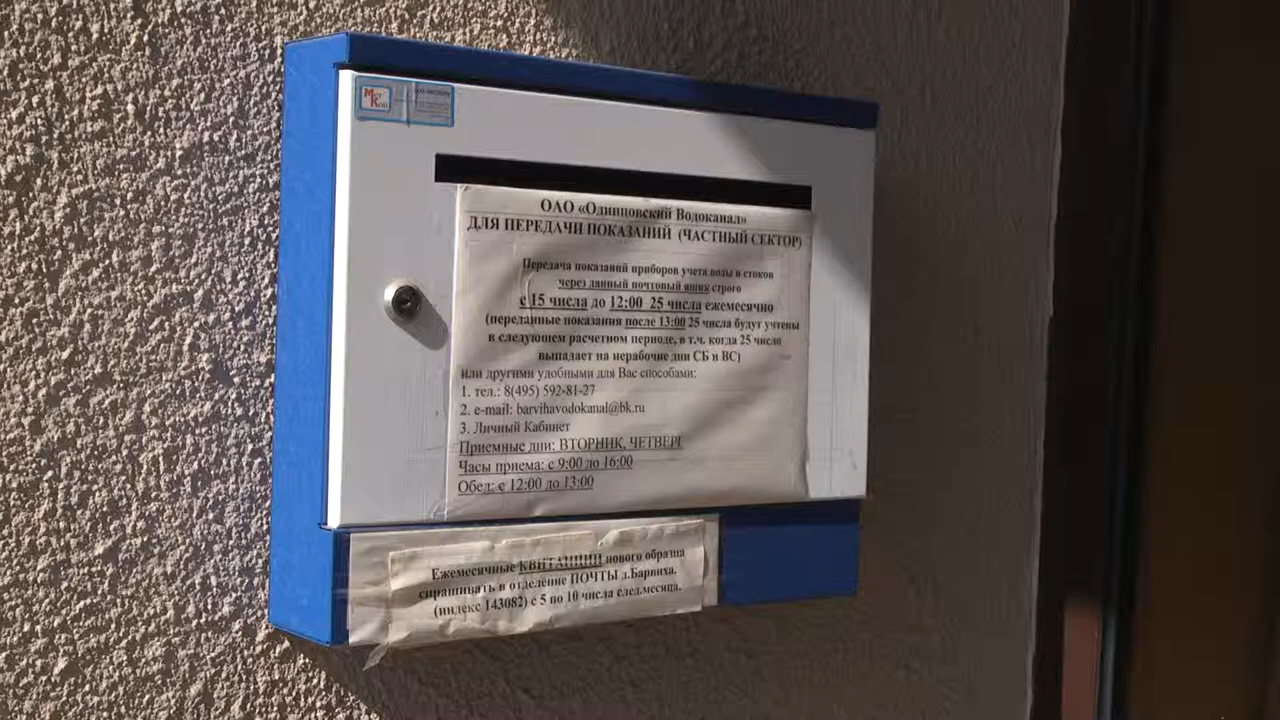 Мет
Кон
ОАО «Одинцовский Водоканал»
ДЛЯ ПЕРЕДАЧИ ПОКАЗАНИЙ (ЧАСТНЫЙ СЕКТОР)
Передача показаний приборов учета воды и стоков
через данный почтовый ящик строго
с 15 числа до 12:00 25 числа ежемесячно
(переданные показания после 13:00 25 числа будут учтены
в следующем расчетном периоде, в т.ч. когда 25 число
выпадает на нерабочие дни СБ и ВС)
или другими удобными для Вас способами:
1. тел.: 8(495) 592-81-27
2. e-mail: barvihavodokanal@bk.ru
3. Личный Кабинет
Приемные дни: ВТОРНИК, ЧЕТВЕРГ
Часы приема: с 9:00 до 16:00
Обед: с 12:00 до 13:00
Ежемесячные КВИТАНЦИИ нового образца
спрашивать в отделение ПОЧТЫ д.Барвиха.
(индекс 143082) с 5 по 10 числа след.месяца.